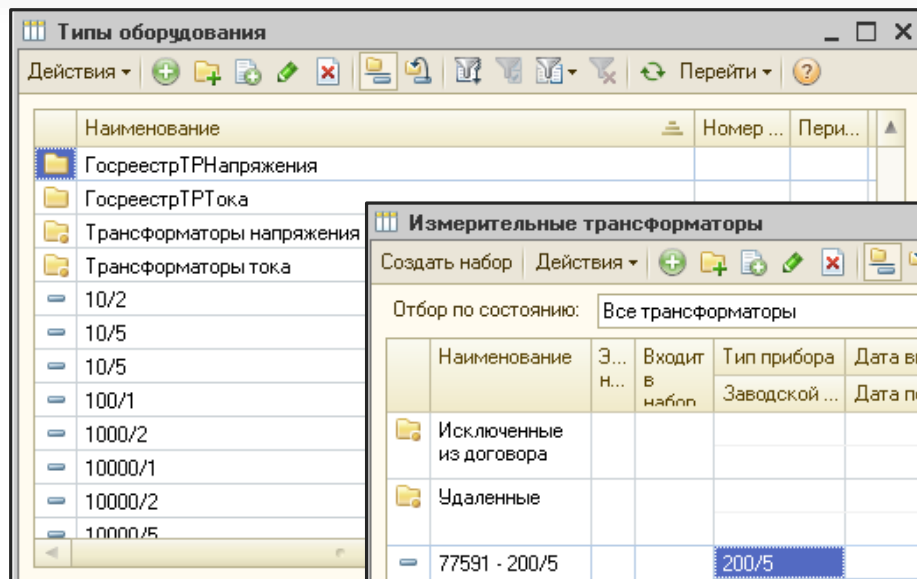 Типы оборудования
Действия
Перейти
Наименование
Номер ...
Пери...
ГосреестрТРНапряжения
ГосреестрТРТока
Трансформаторы напряжения
Трансформаторы тока
10/2
10/5
10/5
100/1
1000/2
10000/1
10000/2
10000/5
Измерительные трансформаторы
Создать набор
Действия
Отбор по состоянию:
Все трансформаторы
Наименование
Э...
н...
Входит
в
набор
Тип прибора
Заводской ...
Дата в
Дата п
Исключенные
из договора
Удаленные
77591 - 200/5
200/5